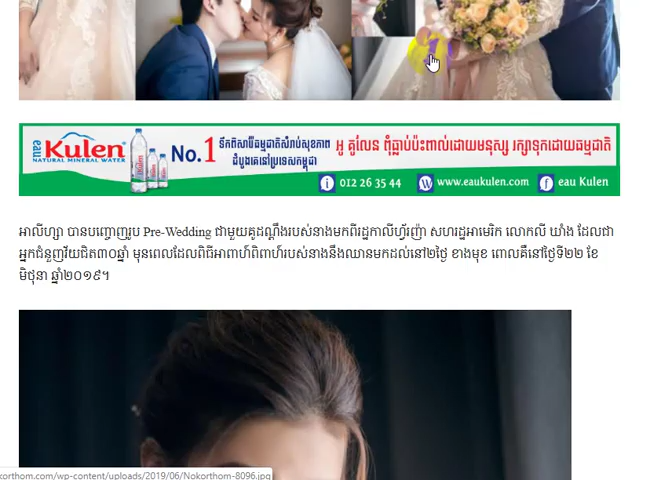 eau Kulen
NATURAL MINERAL WATER
No.1
ទឹកពិសារដ៏ធម្មជាតិសំរាប់សុខភាព
ដំបូងគេនៅប្រទេសកម្ពុជា
អូ គូលែន ពុំធ្លាប់ប៉ះពាល់ដោយមនុស្ស រក្សាទុកដោយធម្មជាតិ
012 26 35 44
www.eaukulen.com
eau Kulen
អាលីហ្សា បានបញ្ចោញរូប Pre-Wedding ជាមួយគូដណ្តឹងរបស់នាងមកពីរដ្ឋកាលីហ្វ័រញ៉ា សហរដ្ឋអាមេរិក លោកលី ឃាំង ដែលជា
អ្នកជំនួញវ័យជិត៣០ឆ្នាំ មុនពេលដែលពិធីអាពាហ៍ពិពាហ៍របស់នាងនឹងឈានមកដល់នៅ២ថ្ងៃ ខាងមុខ ពោលគឺនៅថ្ងៃទី២២ ខែ
មិថុនា ឆ្នាំ២០១៩។
korthom.com/wp-content/uploads/2019/06/Nokorthom-8096.jpg